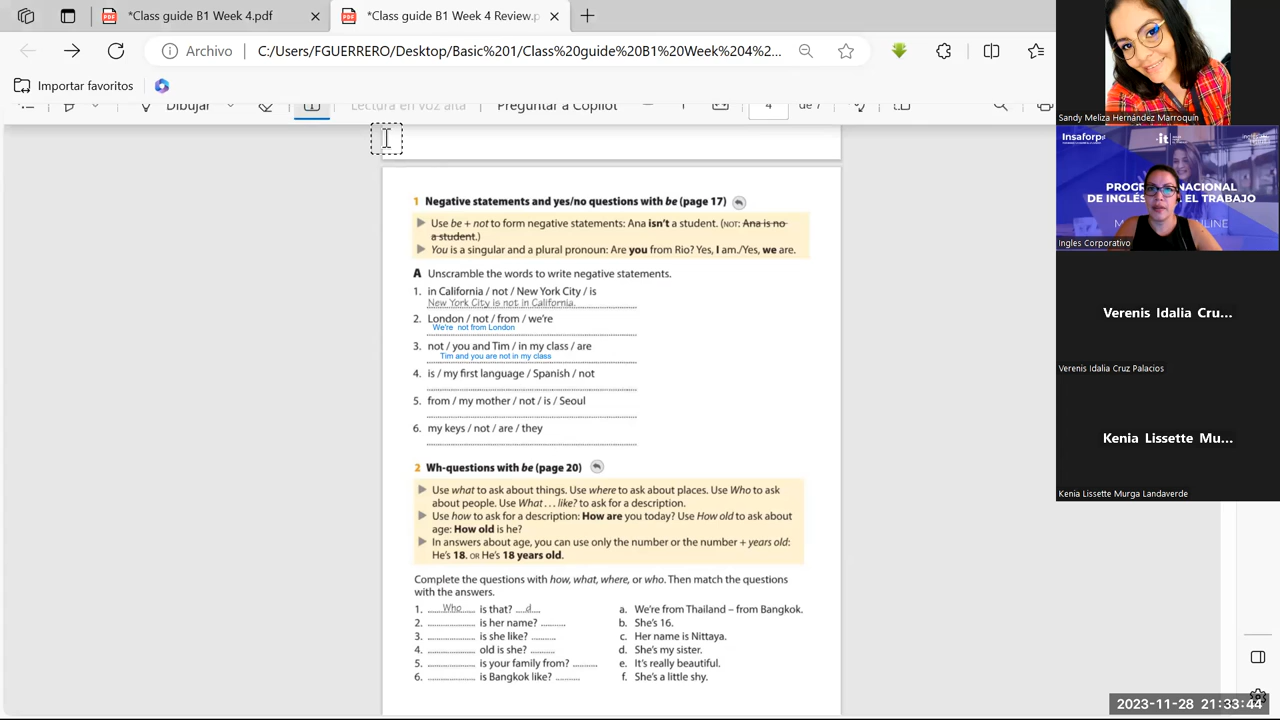 *Class guide B1 Week 4.pdf
*Class guide B1 Week 4 Review.p
Archivo
C:/Users/FGUERRERO/Desktop/Basic%201/Class%20guide%20B1%20Week%204%2...
Importar favoritos
Dibujar
Lectura en voz alta
Preguntar a Copilot
4
de 7
1 Negative statements and yes/no questions with be (page 17)
Use be + not to form negative statements: Ana isn't a student. (NOT: Ana is no
a student.)
You is a singular and a plural pronoun: Are you from Rio? Yes, I am./Yes, we are.
A Unscramble the words to write negative statements.
1. in California / not / New York City / is
New York City is not in California.
2. London / not / from / we're
We're not from London
3. not / you and Tim / in my class / are
Tim and you are not in my class
4. is / my first language / Spanish / not
5. from / my mother / not / is / Seoul
6. my keys / not / are / they
2 Wh-questions with be (page 20)
Use what to ask about things. Use where to ask about places. Use Who to ask
about people. Use What . . . like? to ask for a description.
Use how to ask for a description: How are you today? Use How old to ask about
age: How old is he?
In answers about age, you can use only the number or the number + years old:
He's 18. OR He's 18 years old.
Complete the questions with how, what, where, or who. Then match the questions
with the answers.
1. Who is that? d
2. is her name?
3. is she like?
4. old is she?
5. is your family from?
6. is Bangkok like?
a. We're from Thailand – from Bangkok.
b. She's 16.
c. Her name is Nittaya.
d. She's my sister.
e. It's really beautiful.
f. She's a little shy.
Sandy Meliza Hernández Marroquín
Insaforp
it
Ingles Corporativo
Verenis Idalia Cru...
Verenis Idalia Cruz Palacios
Kenia Lissette Mu...
Kenia Lissette Murga Landaverde
2023-11-28 21:33:44